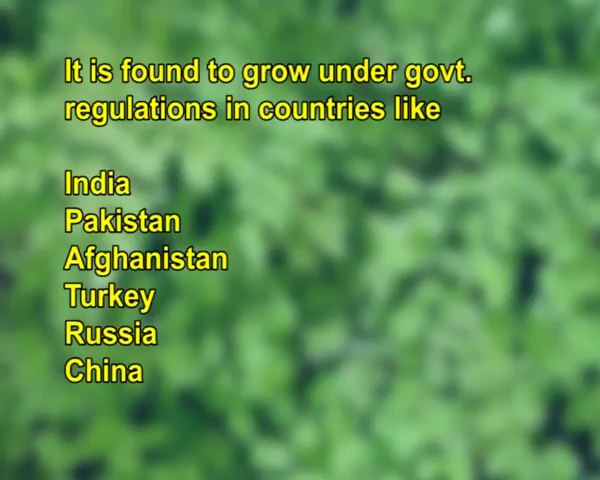 It is found to grow under govt.
regulations in countries like
India
Pakistan
Afghanistan
Turkey
Russia
China